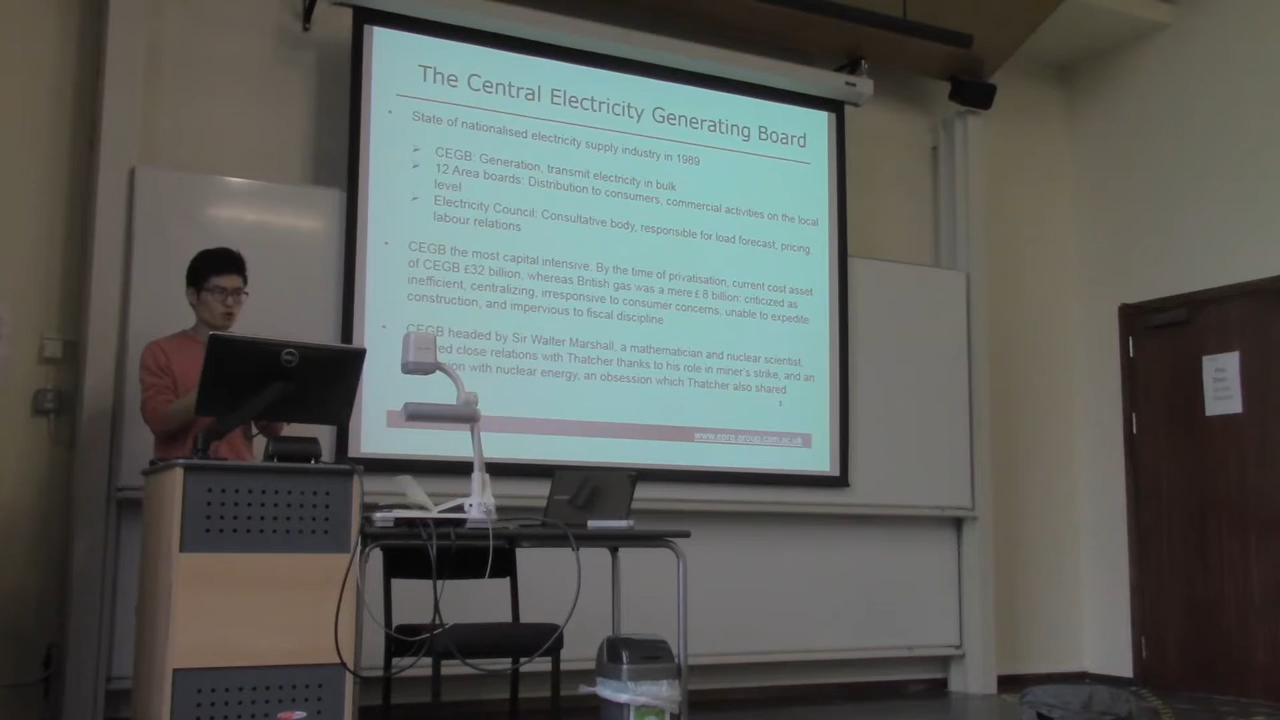 The Central Electricity Generating Board
State of nationalised electricity supply industry in 1989
CEGB: Generation, transmit electricity in bulk
12 Area boards: Distribution to consumers, commercial activities on the local
level
Electricity Council: Consultative body, responsible for load forecast, pricing,
labour relations
CEGB the most capital intensive. By the time of privatisation, current cost asset
of CEGB £32 billion, whereas British gas was a mere £ 8 billion: criticized as
inefficient, centralizing, irresponsive to consumer concerns, unable to expedite
construction, and impervious to fiscal discipline
CEGB headed by Sir Walter Marshall, a mathematician and nuclear scientist,
close relations with Thatcher thanks to his role in miner's strike, and an
with nuclear energy, an obsession which Thatcher also shared
www.eprg.group.cam.ac.uk
DELL